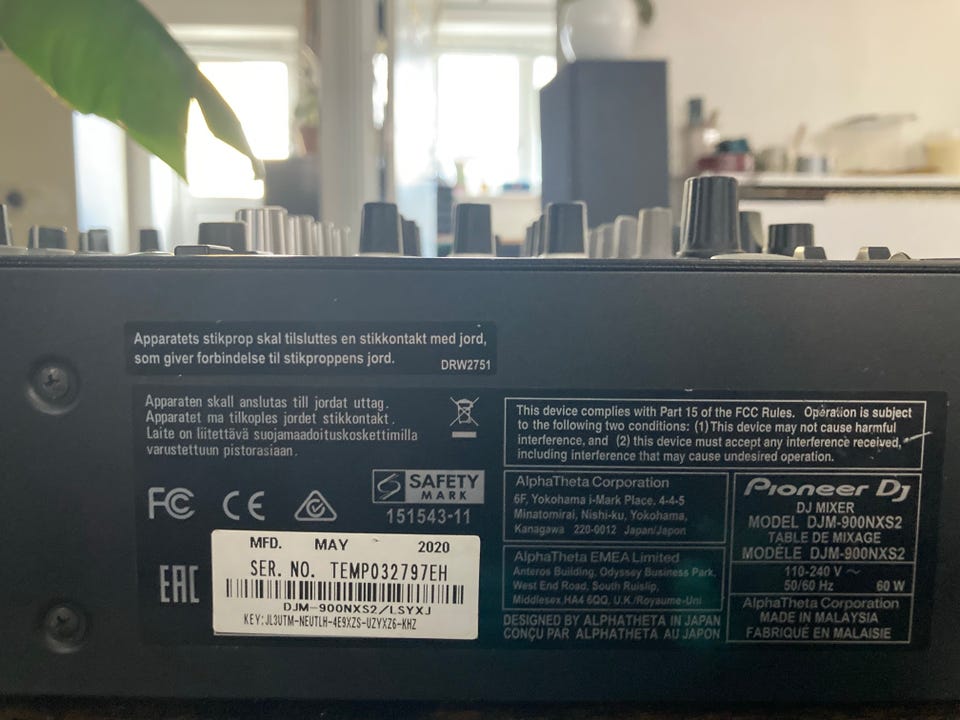 Apparatets stikprop skal tilsluttes en stikkontakt med jord,
som giver forbindelse til stikproppens jord.
DRW2751
Apparaten skall anslutas till jordat uttag.
Apparatet ma tilkoples jordet stikkontakt.
Laite on liitettävä suojamaadoituskoskettimilla
varustettuun pistorasiaan.
FC
CE
SAFETY
MARK
151543-11
EAC
MFD. MAY 2020
SER. NO. TEMP032797EH
DJM-900NXS2/LSYXJ
KEY:JL3UTM-NEUTLH-4E9XZS-UZYXZ6-KHZ
This device complies with Part 15 of the FCC Rules. Operation is subject
to the following two conditions: (1) This device may not cause harmful
interference, and (2) this device must accept any interference received,
including interference that may cause undesired operation.
AlphaTheta Corporation
6F, Yokohama i-Mark Place, 4-4-5
Minatomirai, Nishi-ku, Yokohama,
Kanagawa 220-0012 Japan/Japon
AlphaTheta EMEA Limited
Anteros Building, Odyssey Business Park,
West End Road, South Ruislip,
Middlesex,HA4 6QQ, U.K./Royaume-Uni
DESIGNED BY ALPHATHETA IN JAPAN
CONÇU PAR ALPHATHETA AU JAPON
Pioneer Dj
DJ MIXER
MODEL DJM-900NXS2
TABLE DE MIXAGE
MODÈLE DJM-900NXS2
110-240 V ~
50/60 Hz 60 W
AlphaTheta Corporation
MADE IN MALAYSIA
FABRIQUÉ EN MALAISIE